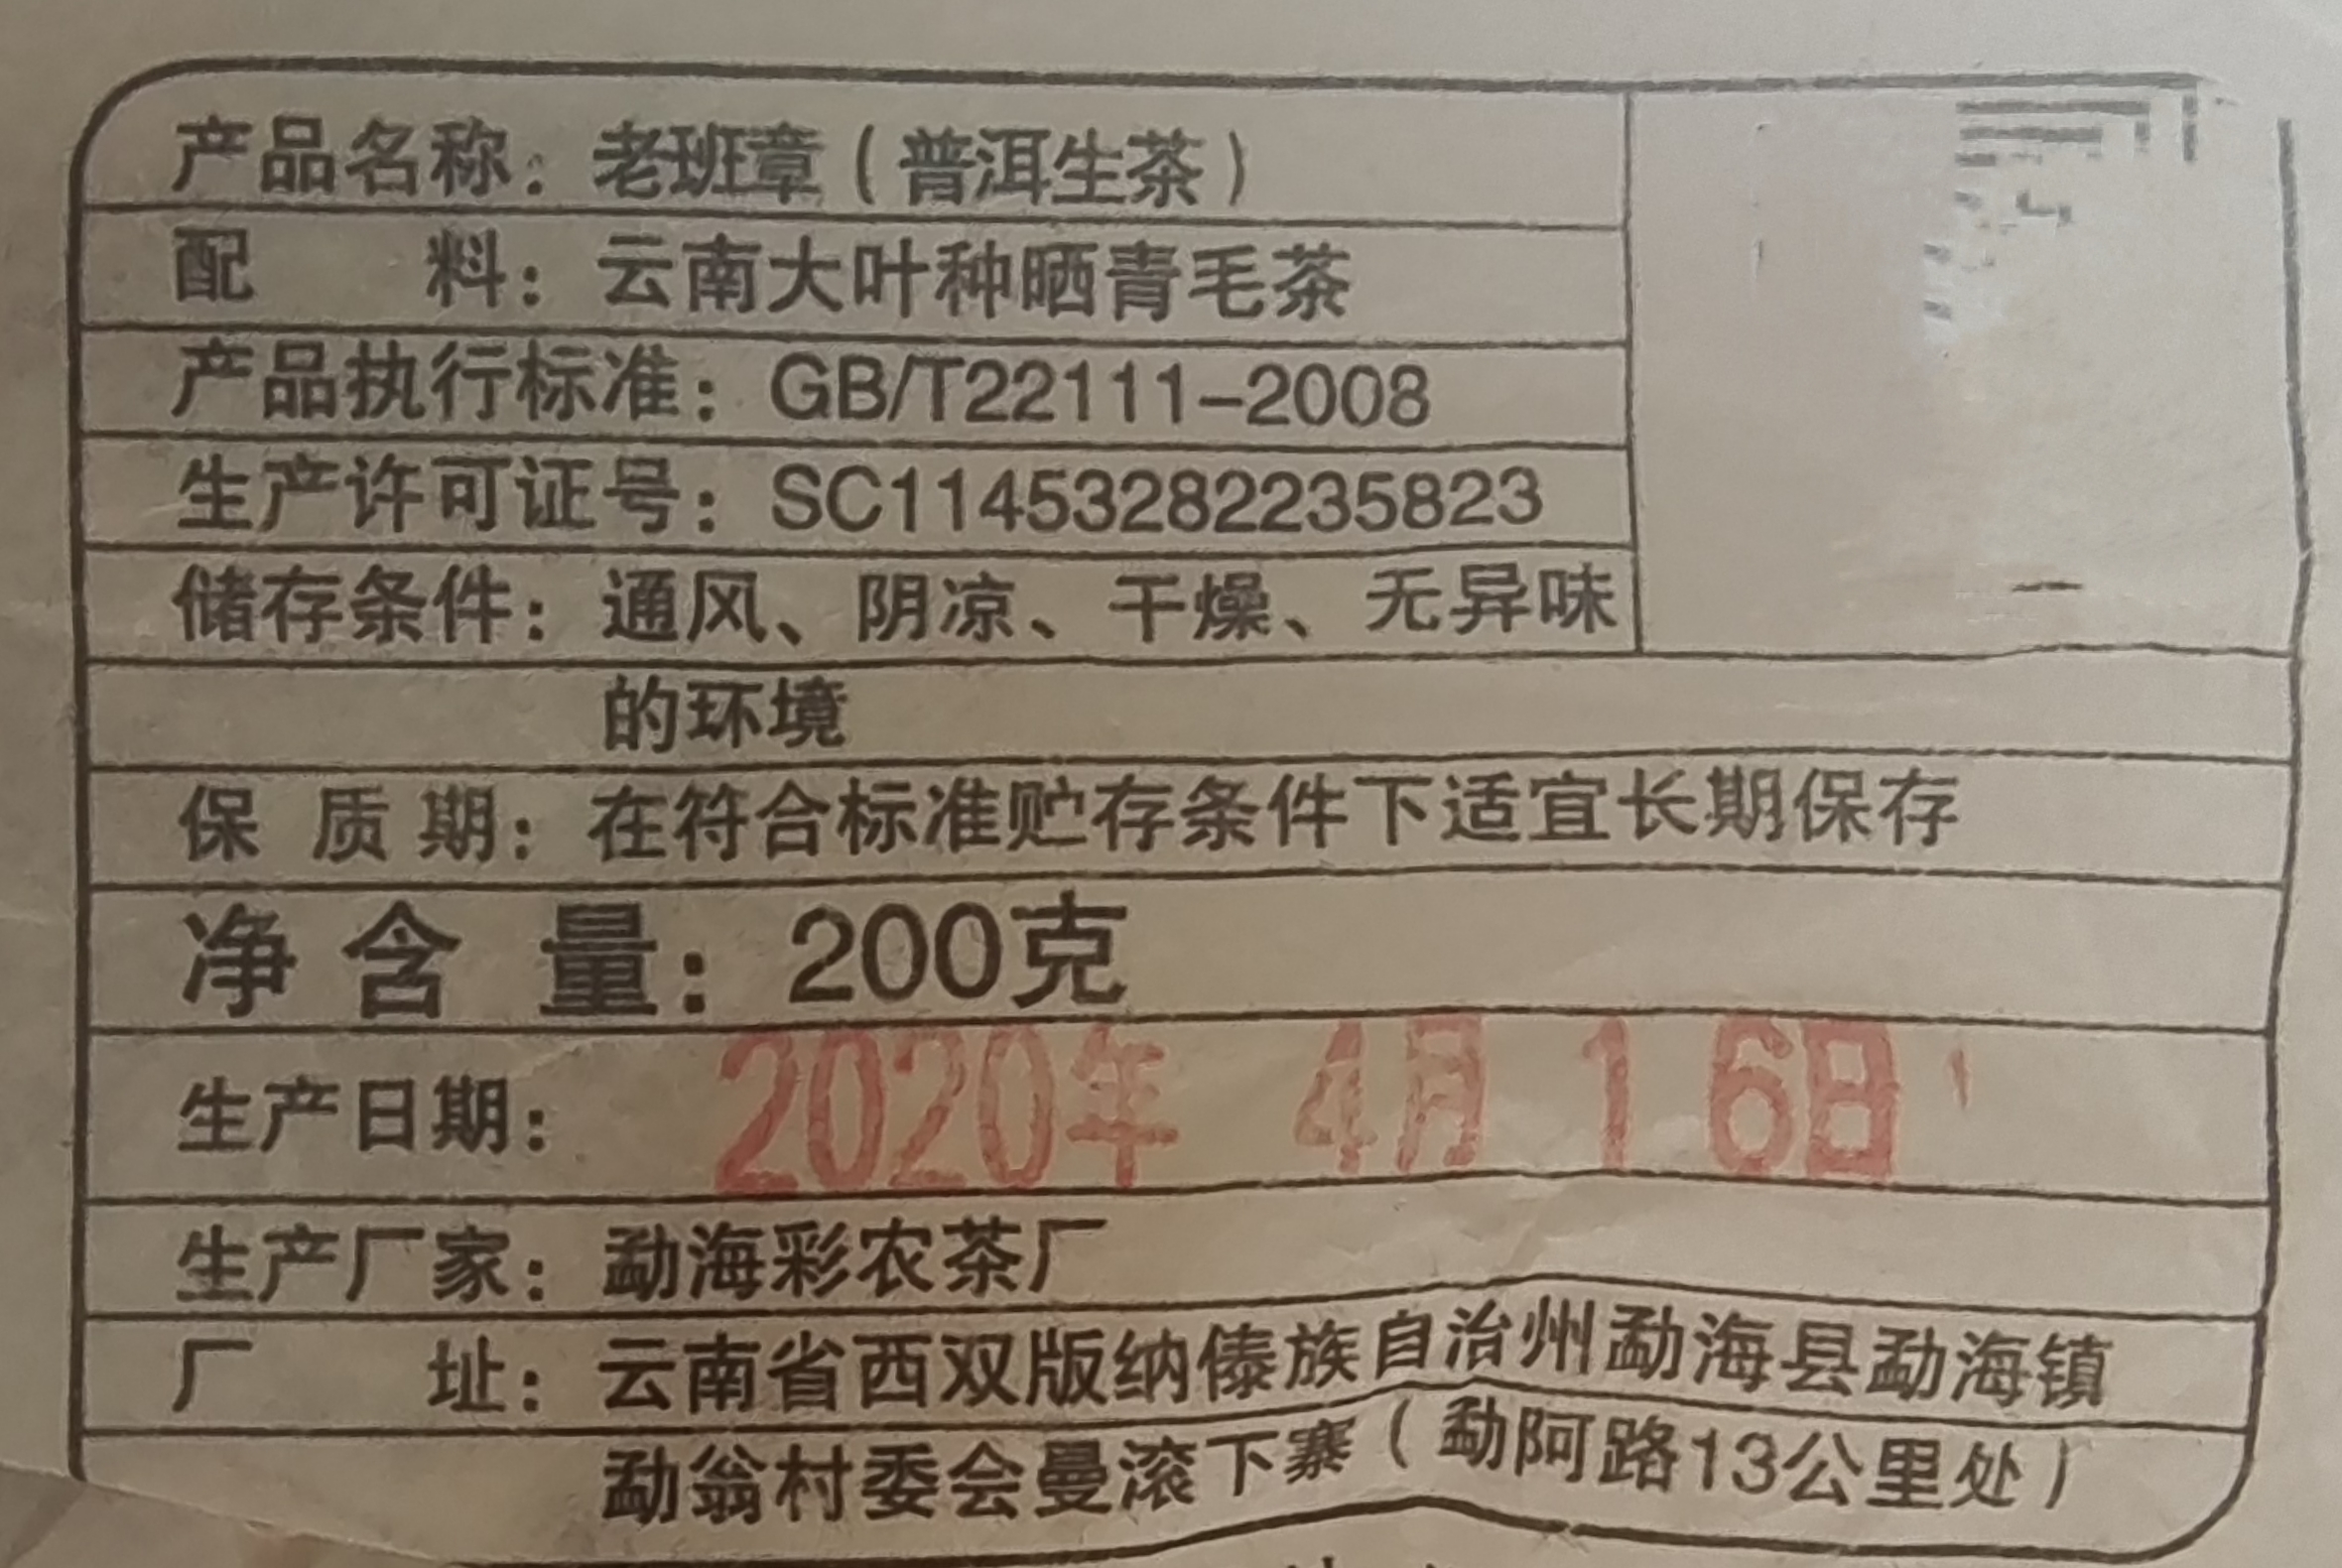 产品名称：老班章（普洱生茶）
配 料：云南大叶种晒青毛茶
产品执行标准：GB/T22111-2008
生产许可证号：SC11453282235823
储存条件：通风、阴凉、干燥、无异味
的环境
保质期：在符合标准贮存条件下适宜长期保存
净含量：200克
生产日期：2020年 4月 16日
生产厂家：勐海彩农茶厂
厂 址：云南省西双版纳傣族自治州勐海县勐海镇
勐翁村委会曼滚下寨（勐阿路13公里处）